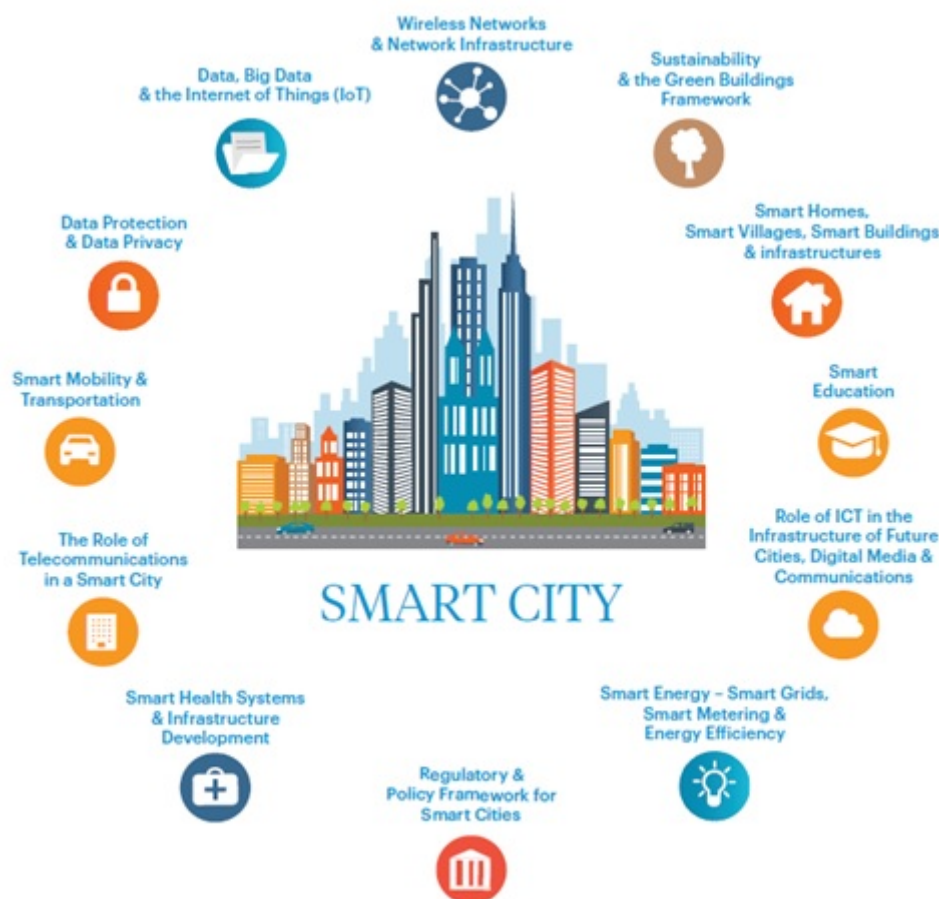 Wireless Networks
& Network Infrastructure
Sustainability
& the Green Buildings
Framework
Data, Big Data
& the Internet of Things (IoT)
Smart Homes,
Smart Villages, Smart Buildings
& infrastructures
Data Protection
& Data Privacy
Smart
Education
Smart Mobility &
Transportation
Role of ICT in the
Infrastructure of Future
Cities, Digital Media &
Communications
The Role of
Telecommunications
in a Smart City
SMART CITY
Smart Energy – Smart Grids,
Smart Metering &
Energy Efficiency
Smart Health Systems
& Infrastructure
Development
Regulatory &
Policy Framework for
Smart Cities